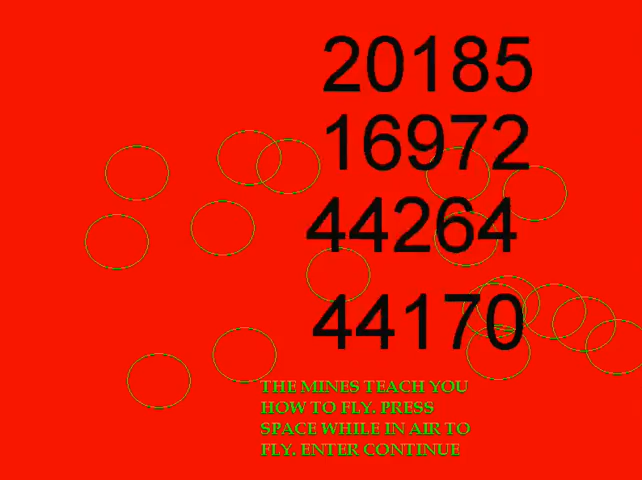 20185
16972
44264
44170
THE MINES TEACH YOU
HOW TO FLY. PRESS
SPACE WHILE IN AIR TO
FLY. ENTER CONTINUE